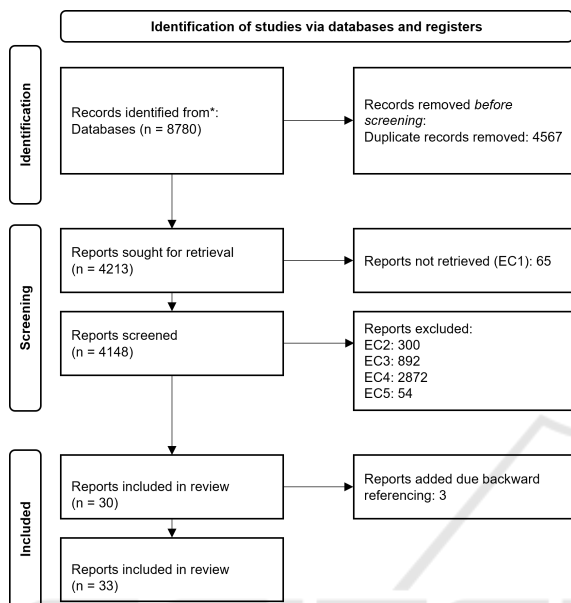 Identification of studies via databases and registers
Identification
Records identified from*:
Databases (n = 8780)
Records removed before
screening:
Duplicate records removed: 4567
Screening
Reports sought for retrieval
(n = 4213)
Reports not retrieved (EC1): 65
Reports screened
(n = 4148)
Reports excluded:
EC2: 300
EC3: 892
EC4: 2872
EC5: 54
Included
Reports included in review
(n = 30)
Reports added due backward
referencing: 3
Reports included in review
(n = 33)